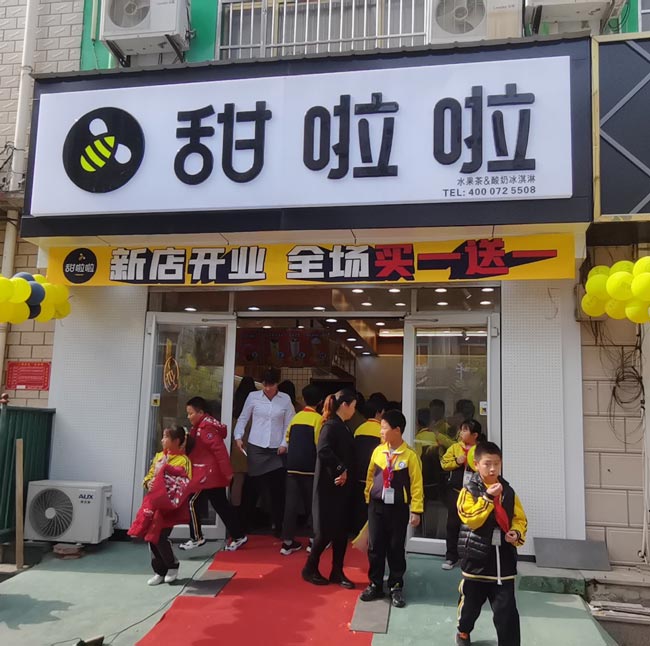 甜啦啦
水果茶&酸奶冰淇淋
TEL: 400 072 5508
甜啦啦 新店开业 全场买一送一
AUX